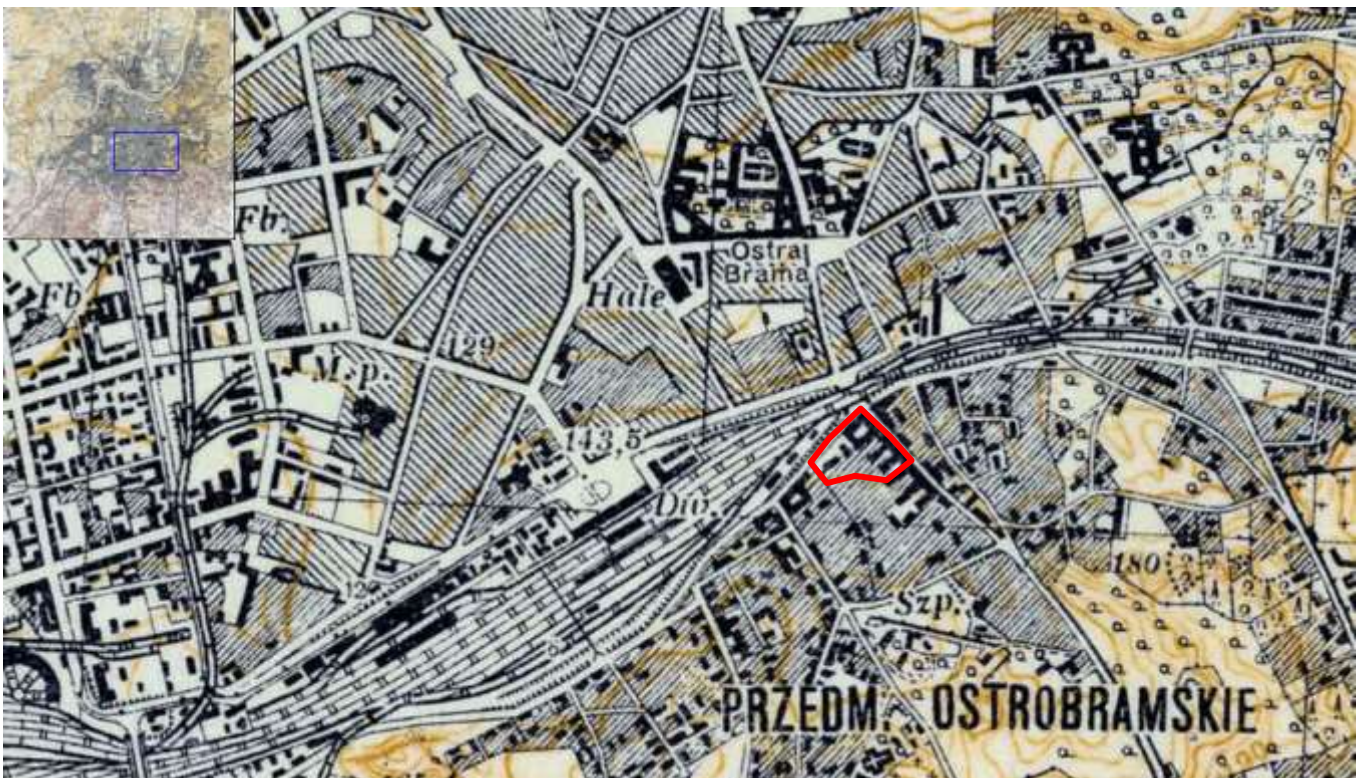 Fb.
Ostra
Brama
Fb.
Hale
129
M.p.
143,5
Dw.
180
Szp.
PRZEDM. OSTROBRAMSKIE